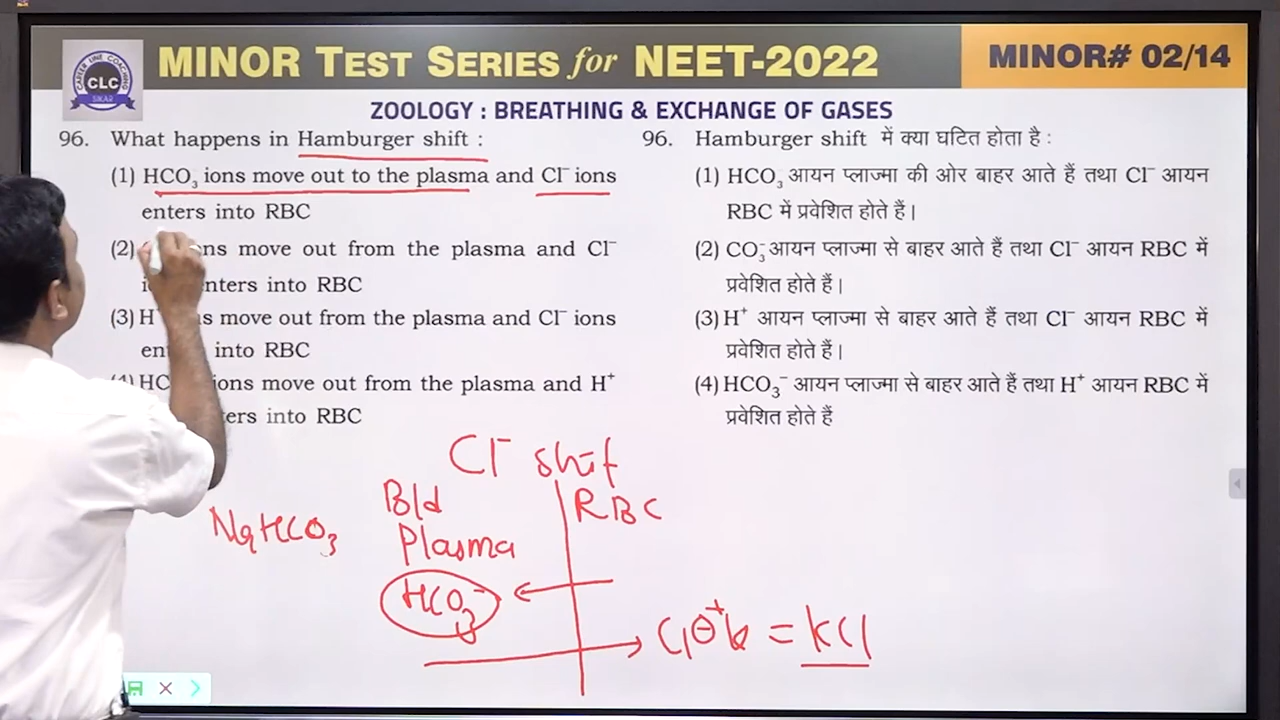 CAREER LINE COACHING
CLC
SIKAR
MINOR TEST SERIES for NEET-2022
MINOR# 02/14
ZOOLOGY : BREATHING & EXCHANGE OF GASES
96. What happens in Hamburger shift :
(1) HCO₃ ions move out to the plasma and Cl⁻ ions
enters into RBC
(2) move out from the plasma and Cl⁻
enters into RBC
(3) H move out from the plasma and Cl⁻ ions
into RBC
ions move out from the plasma and H⁺
into RBC
96. Hamburger shift में क्या घटित होता है :
(1) HCO₃ आयन प्लाज्मा की ओर बाहर आते हैं तथा Cl⁻ आयन
RBC में प्रवेशित होते हैं।
(2) CO₃⁻ आयन प्लाज्मा से बाहर आते हैं तथा Cl⁻ आयन RBC में
प्रवेशित होते हैं।
(3) H⁺ आयन प्लाज्मा से बाहर आते हैं तथा Cl⁻ आयन RBC में
प्रवेशित होते हैं।
(4) HCO₃⁻ आयन प्लाज्मा से बाहर आते हैं तथा H⁺ आयन RBC में
प्रवेशित होते हैं
Cl⁻ shift
Bld
Plasma
RBC
NaHCO₃
HCO₃⁻
= KCl